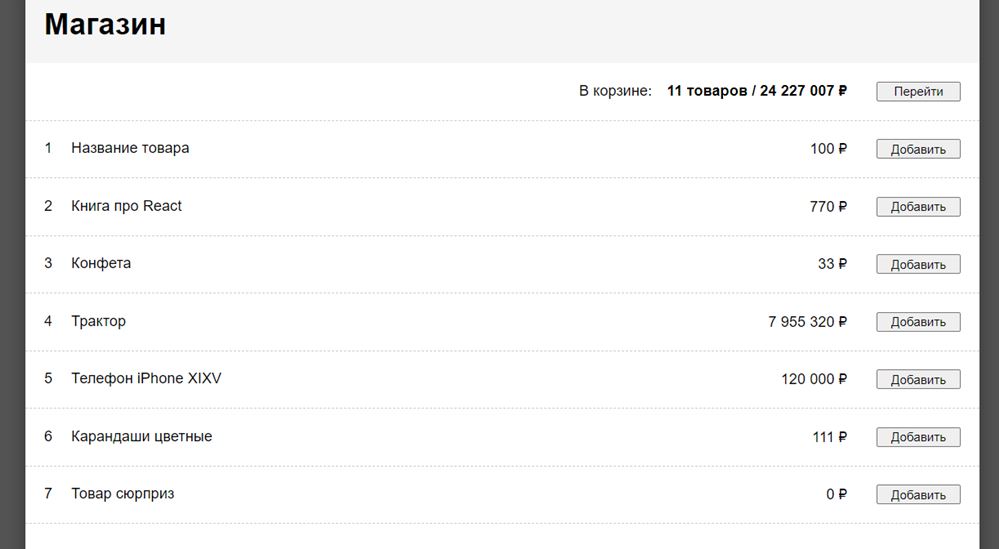 Магазин
В корзине: 11 товаров / 24 227 007 ₽ Перейти
1 Название товара 100 ₽ Добавить
2 Книга про React 770 ₽ Добавить
3 Конфета 33 ₽ Добавить
4 Трактор 7 955 320 ₽ Добавить
5 Телефон iPhone XIXV 120 000 ₽ Добавить
6 Карандаши цветные 111 ₽ Добавить
7 Товар сюрприз 0 ₽ Добавить